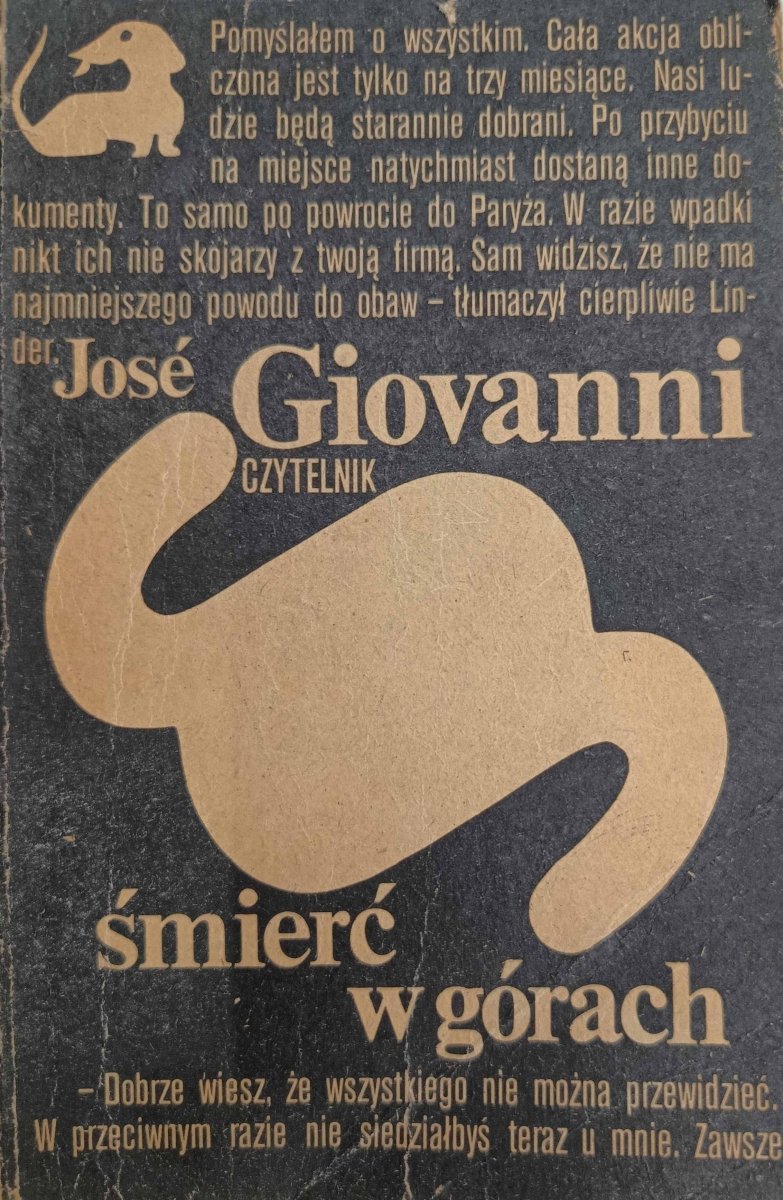 Pomyślałem o wszystkim. Cała akcja obli-
czona jest tylko na trzy miesiące. Nasi lu-
dzie będą starannie dobrani. Po przybyciu
na miejsce natychmiast dostaną inne do-
kumenty. To samo po powrocie do Paryża. W razie wpadki
nikt ich nie skojarzy z twoją firmą. Sam widzisz, że nie ma
najmniejszego powodu do obaw – tłumaczył cierpliwie Lin-
der.
José Giovanni
CZYTELNIK
śmierć
w górach
– Dobrze wiesz, że wszystkiego nie można przewidzieć.
W przeciwnym razie nie siedziałbyś teraz u mnie. Zawsze